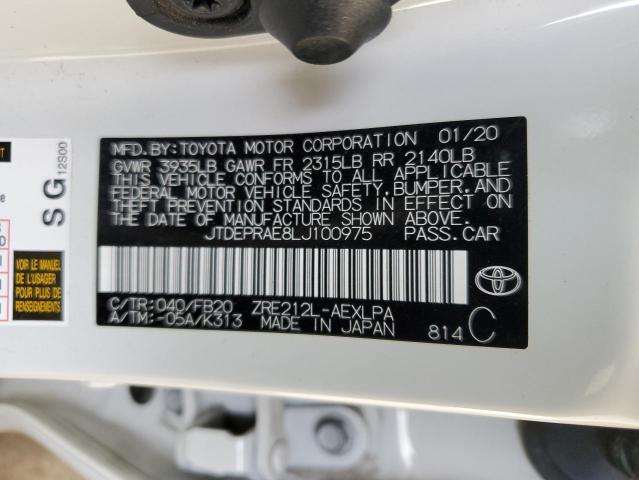 MFD. BY: TOYOTA MOTOR CORPORATION 01/20
GVWR 3935LB GAWR FR 2315LB RR 2140LB
THIS VEHICLE CONFORMS TO ALL APPLICABLE
FEDERAL MOTOR VEHICLE SAFETY, BUMPER, AND
THEFT PREVENTION STANDARDS IN EFFECT ON
THE DATE OF MANUFACTURE SHOWN ABOVE.
JTDEPRAE8LJ100975 PASS.CAR
C/TR:040/FB20 ZRE212L-AEXLPA
A/TM:-05A/K313 MADE IN JAPAN 814 C
TOYOTA
SG
12S00
VOIR LE MANUEL
DE L'USAGER
POUR PLUS DE
RENSEIGNEMENTS